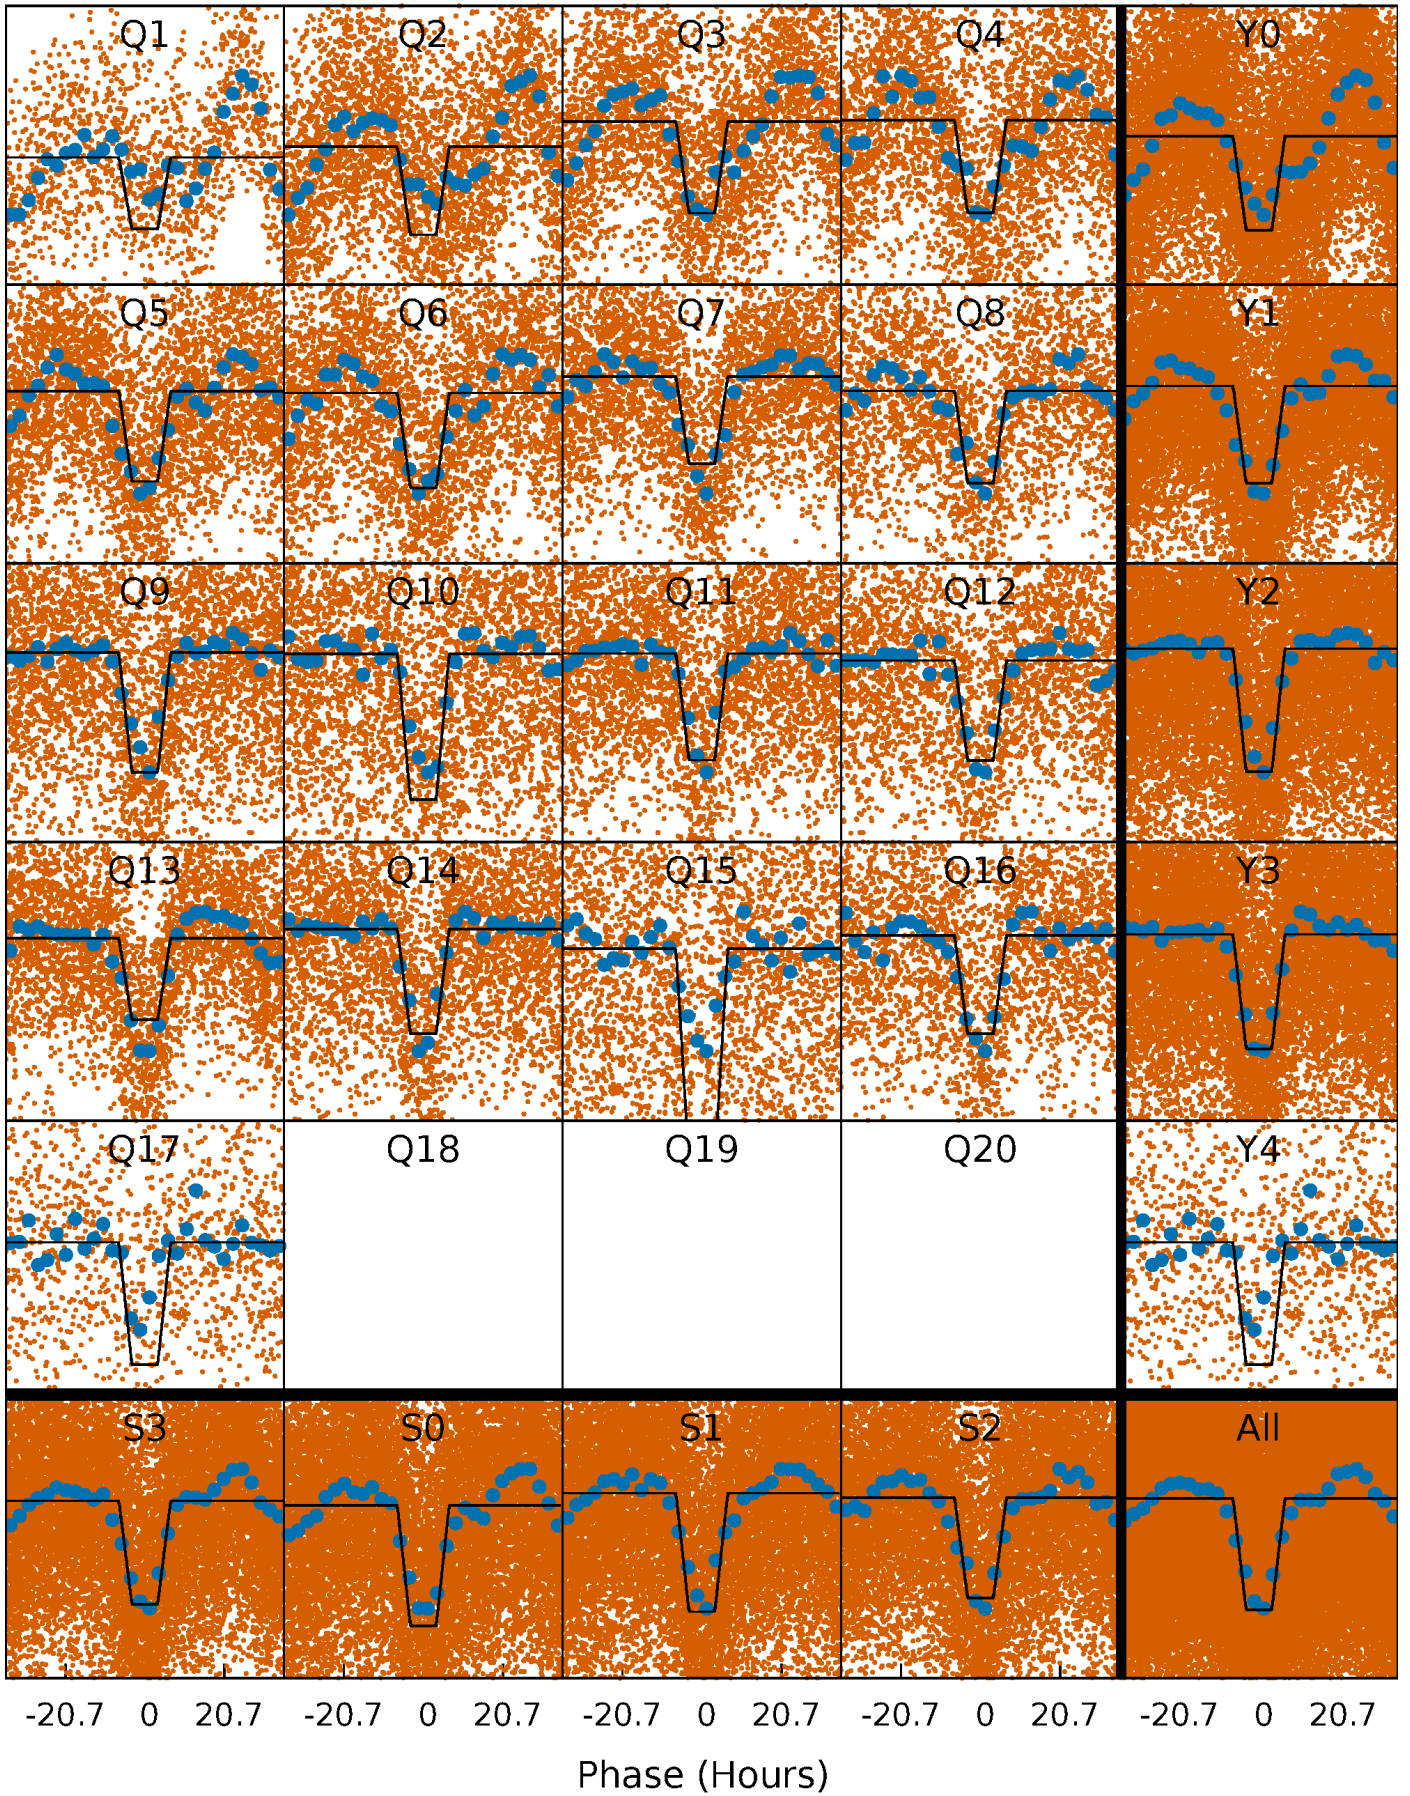 Q1 Q2 Q3 Q4 Y0
Q5 Q6 Q7 Q8 Y1
Q9 Q10 Q11 Q12 Y2
Q13 Q14 Q15 Q16 Y3
Q17 Q18 Q19 Q20 Y4
S3 S0 S1 S2 All
-20.7 0 20.7 -20.7 0 20.7 -20.7 0 20.7 -20.7 0 20.7 -20.7 0 20.7
Phase (Hours)